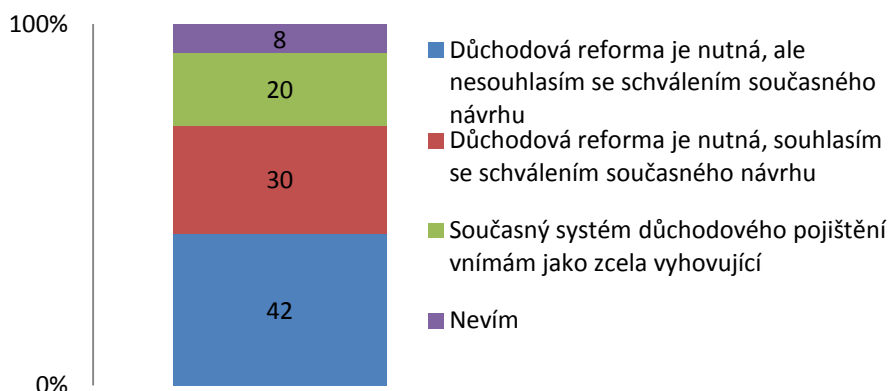 100%
8
20
30
42
0%
Důchodová reforma je nutná, ale
nesouhlasím se schválením současného
návrhu
Důchodová reforma je nutná, souhlasím
se schválením současného návrhu
Současný systém důchodového pojištění
vnímám jako zcela vyhovující
Nevím